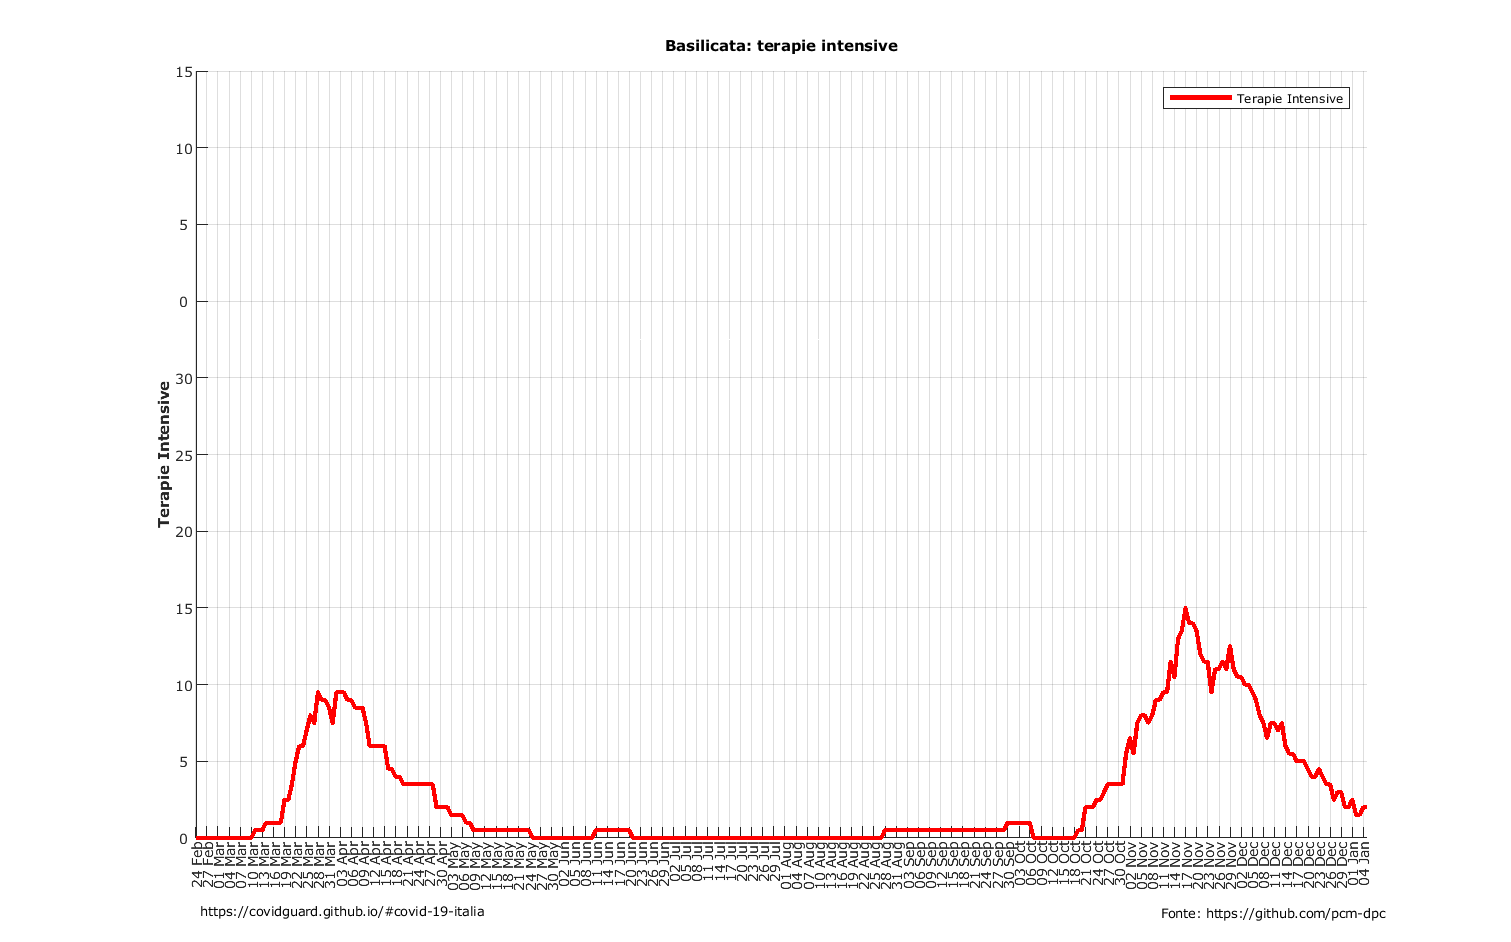 Basilicata: terapie intensive
Terapie Intensive
15
10
5
0
30
25
20
15
10
5
0
Terapie Intensive
24 Feb
27 Feb
01 Mar
04 Mar
07 Mar
10 Mar
13 Mar
16 Mar
19 Mar
22 Mar
25 Mar
28 Mar
31 Mar
03 Apr
06 Apr
09 Apr
12 Apr
15 Apr
18 Apr
21 Apr
24 Apr
27 Apr
30 Apr
03 May
06 May
09 May
12 May
15 May
18 May
21 May
24 May
27 May
30 May
02 Jun
05 Jun
08 Jun
11 Jun
14 Jun
17 Jun
20 Jun
23 Jun
26 Jun
29 Jun
02 Jul
05 Jul
08 Jul
11 Jul
14 Jul
17 Jul
20 Jul
23 Jul
26 Jul
29 Jul
01 Aug
04 Aug
07 Aug
10 Aug
13 Aug
16 Aug
19 Aug
22 Aug
25 Aug
28 Aug
31 Aug
03 Sep
06 Sep
09 Sep
12 Sep
15 Sep
18 Sep
21 Sep
24 Sep
27 Sep
30 Sep
03 Oct
06 Oct
09 Oct
12 Oct
15 Oct
18 Oct
21 Oct
24 Oct
27 Oct
30 Oct
02 Nov
05 Nov
08 Nov
11 Nov
14 Nov
17 Nov
20 Nov
23 Nov
26 Nov
29 Nov
02 Dec
05 Dec
08 Dec
11 Dec
14 Dec
17 Dec
20 Dec
23 Dec
26 Dec
29 Dec
01 Jan
04 Jan
https://covidguard.github.io/#covid-19-italia
Fonte: https://github.com/pcm-dpc